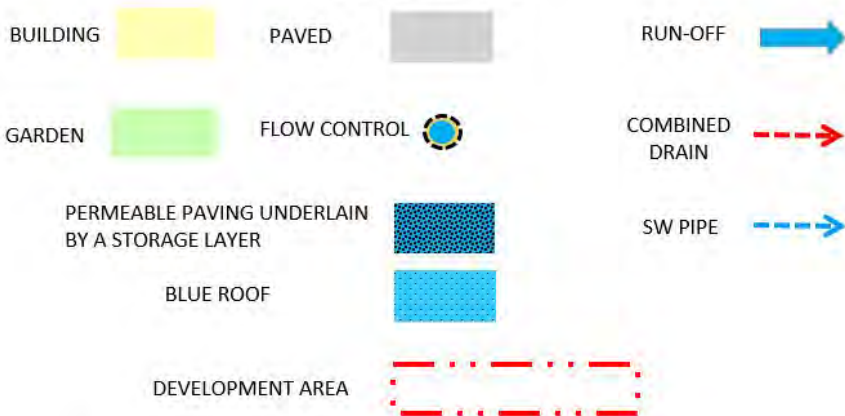 BUILDING
PAVED
RUN-OFF
GARDEN
FLOW CONTROL
COMBINED
DRAIN
PERMEABLE PAVING UNDERLAIN
BY A STORAGE LAYER
SW PIPE
BLUE ROOF
DEVELOPMENT AREA